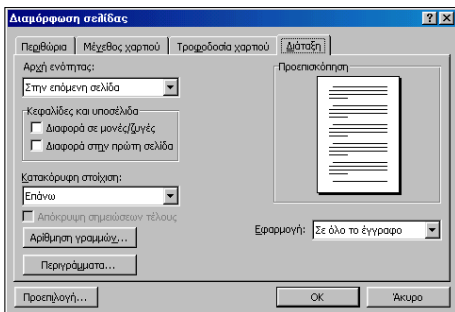 Διαμόρφωση σελίδας
Περιθώρια Μέγεθος χαρτιού Τροφοδοσία χαρτιού Διάταξη
Αρχή ενότητας:
Στην επόμενη σελίδα
Κεφαλίδες και υποσέλιδα
Διαφορά σε μονές/ζυγές
Διαφορά στην πρώτη σελίδα
Κατακόρυφη στοίχιση:
Επάνω
Απόκρυψη σημειώσεων τέλους
Αρίθμηση γραμμών...
Περιγράμματα...
Προεπισκόπηση
Εφαρμογή: Σε όλο το έγγραφο
Προεπιλογή... OK Άκυρο